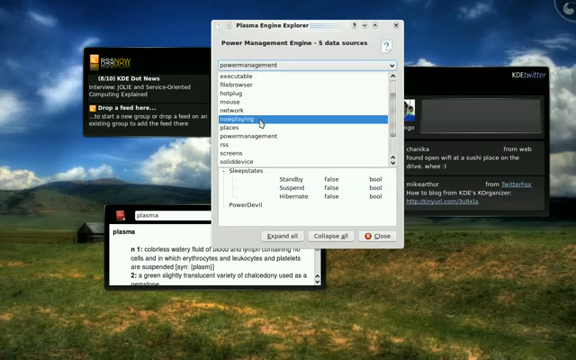 Plasma Engine Explorer
Power Management Engine - 5 data sources
?
powermanagement
executable
filebrowser
hotplug
mouse
network
nowplaying
places
powermanagement
rss
screens
soliddevice
Sleepstates
Standby false bool
Suspend false bool
Hibernate false bool
PowerDevil
Expand all
Collapse all
Close
RSSNOW
(8/10) KDE Dot News
Interview: JOLIE and Service-Oriented
Computing Explained
Drop a feed here...
...to start a new group or drop a feed on an
existing group to add the feed there
plasma
plasma
n 1: colorless watery fluid of blood and lymph containing no
cells and in which erythrocytes and leukocytes and platelets
are suspended [syn: {plasm}]
2: a green slightly translucent variety of chalcedony used as a
gemstone
KDEtwitter
chanika from web
found open wifi at a sushi place on the
drive. whee :)
mikearthur from TwitterFox
How to blog from KDE's KOrganizer: